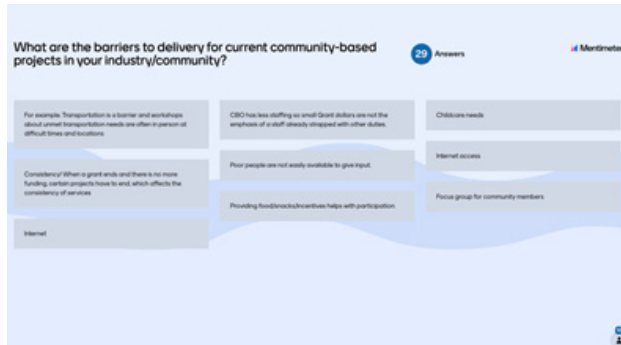 What are the barriers to delivery for current community-based
projects in your industry/community?
29 Answers
Mentimeter
For example: Transportation is a barrier and workshops
about unmet transportation needs are often in person at
difficult times and locations
Consistency! When a grant ends and there is no more
funding, certain projects have to end, which affects the
consistency of services
Internet
CBO has less staffing so small Grant dollars are not the
emphasis of a staff already strapped with other duties.
Poor people are not easily available to give input.
Providing food/snacks/incentives helps with participation
Childcare needs
Internet access
Focus group for community members